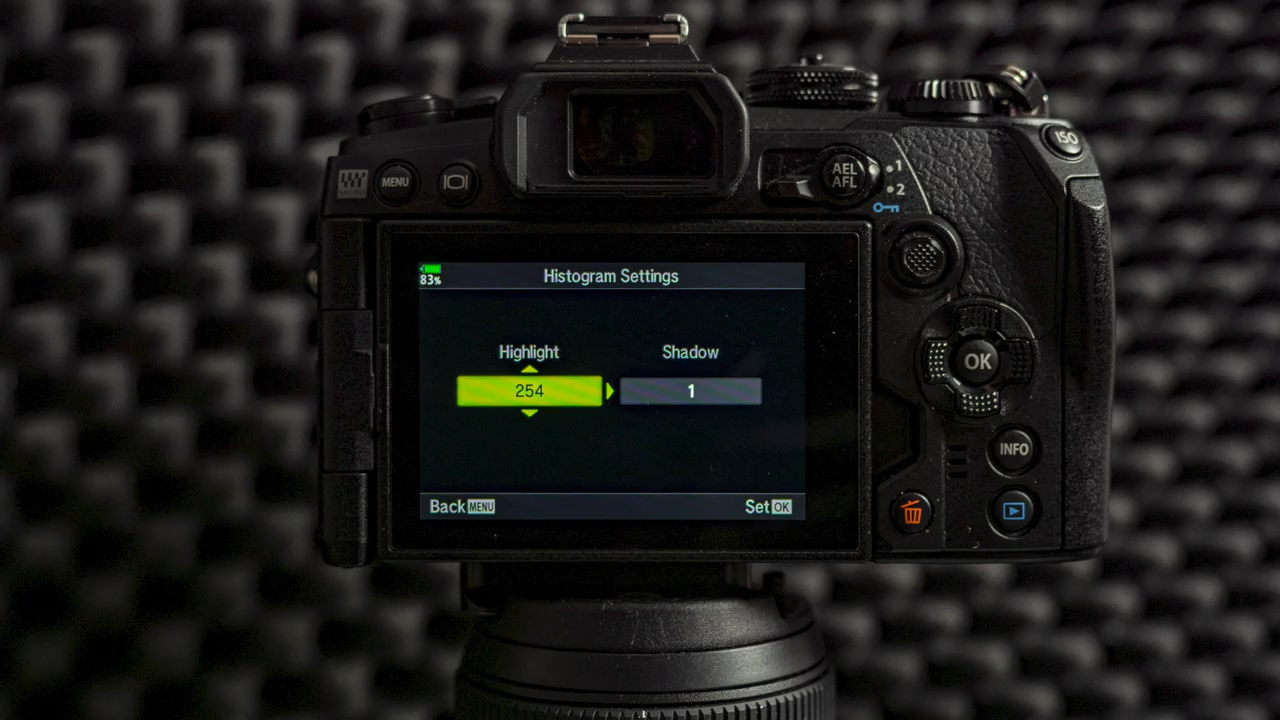 ISO
MENU
AEL
AFL
1
2
83%
Histogram Settings
Highlight
Shadow
254
1
OK
INFO
Back MENU
Set OK